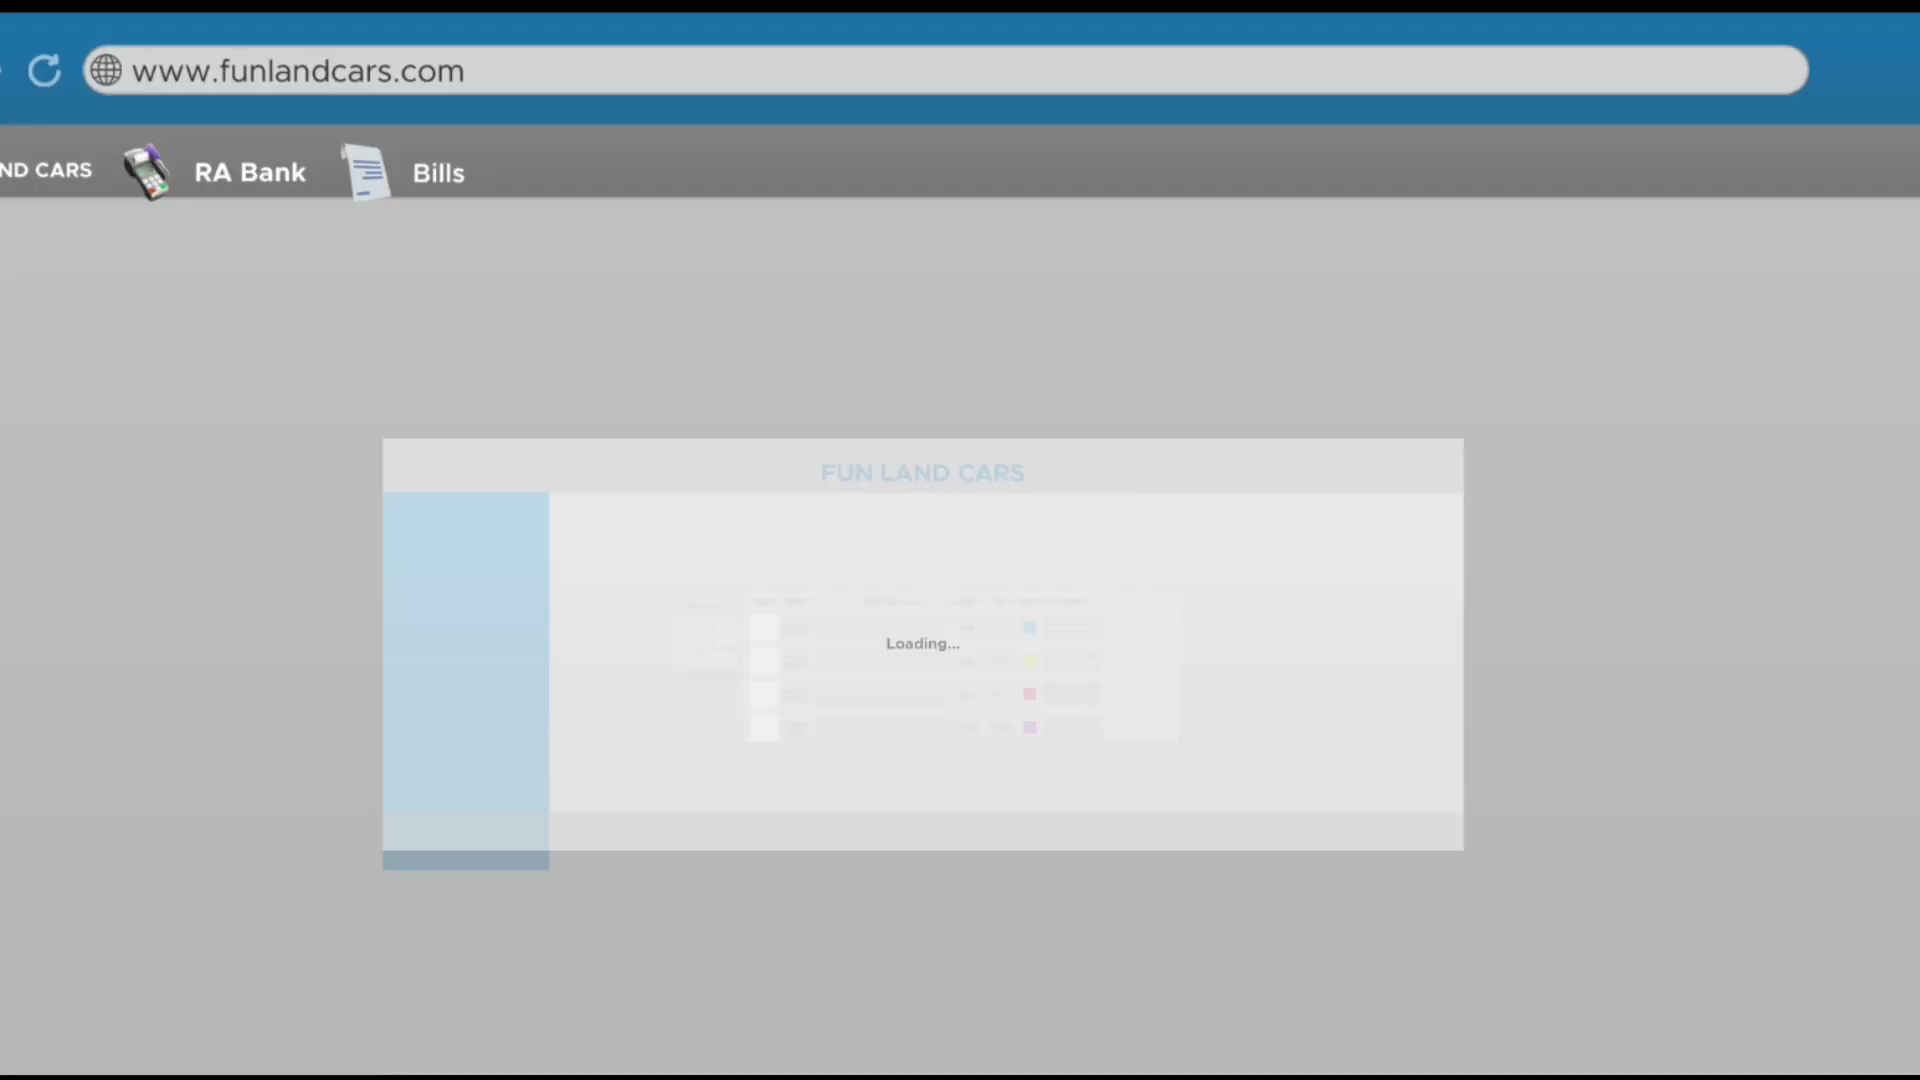 www.funlandcars.com
ND CARS
RA Bank
Bills
FUN LAND CARS
Loading...